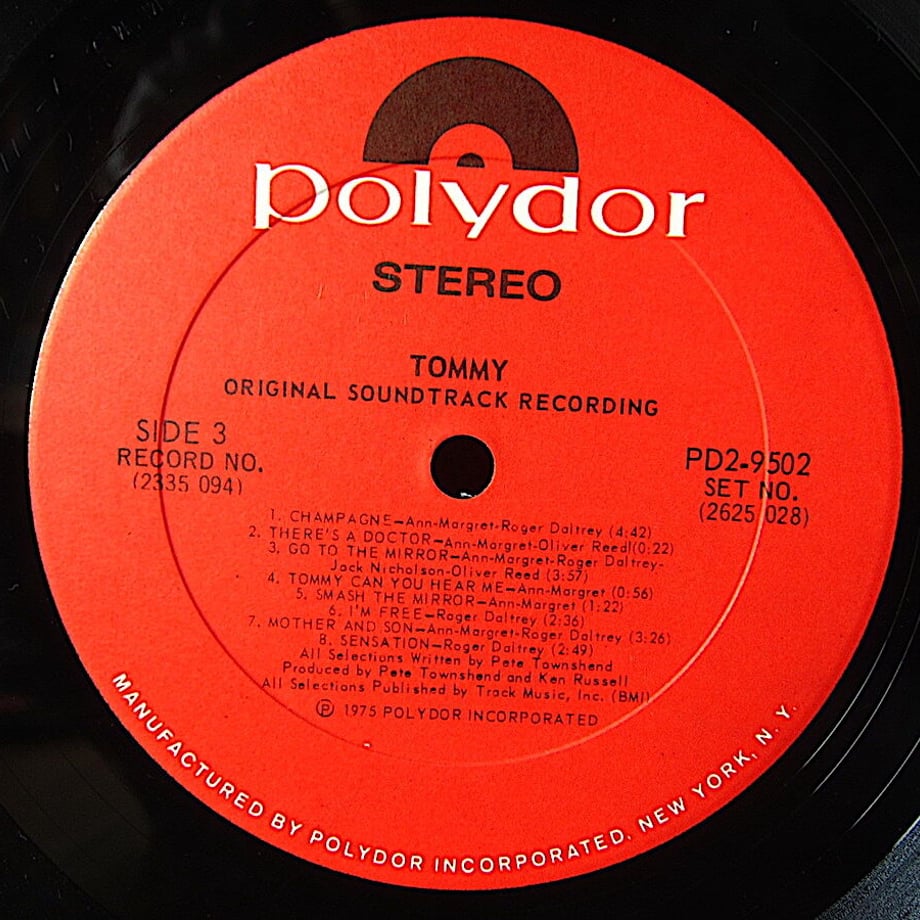 polydor
STEREO
TOMMY
ORIGINAL SOUNDTRACK RECORDING
SIDE 3
RECORD NO.
(2335 094)
PD2-9502
SET NO.
(2625 028)
1. CHAMPAGNE—Ann-Margret-Roger Daltrey (4:42)
2. THERE'S A DOCTOR—Ann-Margret-Oliver Reed(0:22)
3. GO TO THE MIRROR—Ann-Margret-Roger Daltrey-
Jack Nicholson-Oliver Reed (3:57)
4. TOMMY CAN YOU HEAR ME—Ann-Margret (0:56)
5. SMASH THE MIRROR—Ann-Margret (1:22)
6. I'M FREE—Roger Daltrey (2:36)
7. MOTHER AND SON—Ann-Margret-Roger Daltrey (3:26)
8. SENSATION—Roger Daltrey (2:49)
All Selections Written by Pete Townshend
Produced by Pete Townshend and Ken Russell
All Selections Published by Track Music, Inc. (BMI)
Ⓟ 1975 POLYDOR INCORPORATED
MANUFACTURED BY POLYDOR INCORPORATED, NEW YORK, N.Y.